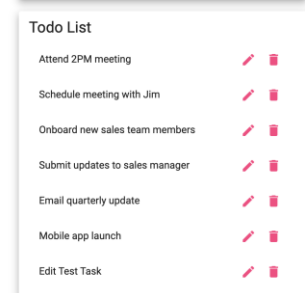 Todo List
Attend 2PM meeting
Schedule meeting with Jim
Onboard new sales team members
Submit updates to sales manager
Email quarterly update
Mobile app launch
Edit Test Task